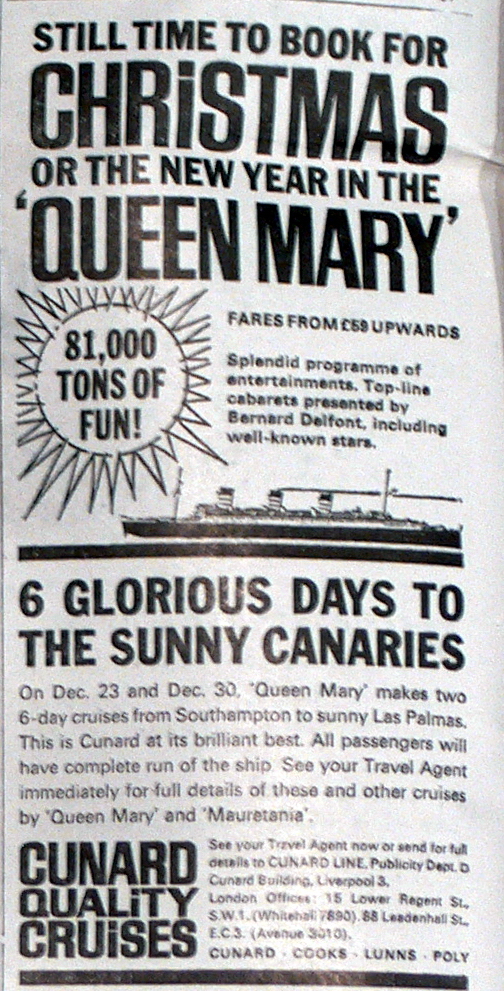 STILL TIME TO BOOK FOR
CHRiSTMAS
OR THE NEW YEAR IN THE
'QUEEN MARY'
81,000
TONS OF
FUN!
FARES FROM £59 UPWARDS
Splendid programme of
entertainments. Top-line
cabarets presented by
Bernard Delfont, including
well-known stars.
6 GLORIOUS DAYS TO
THE SUNNY CANARIES
On Dec. 23 and Dec. 30, 'Queen Mary' makes two
6-day cruises from Southampton to sunny Las Palmas.
This is Cunard at its brilliant best. All passengers will
have complete run of the ship. See your Travel Agent
immediately for full details of these and other cruises
by 'Queen Mary' and 'Mauretania'.
CUNARD
QUALiTY
CRUiSES
See your Travel Agent now or send for full
details to CUNARD LINE, Publicity Dept. D
Cunard Building, Liverpool 3.
London Offices: 15 Lower Regent St.,
S.W.1. (Whitehall 7890). 88 Leadenhall St.,
E.C.3. (Avenue 3010).
CUNARD · COOKS · LUNNS · POLY